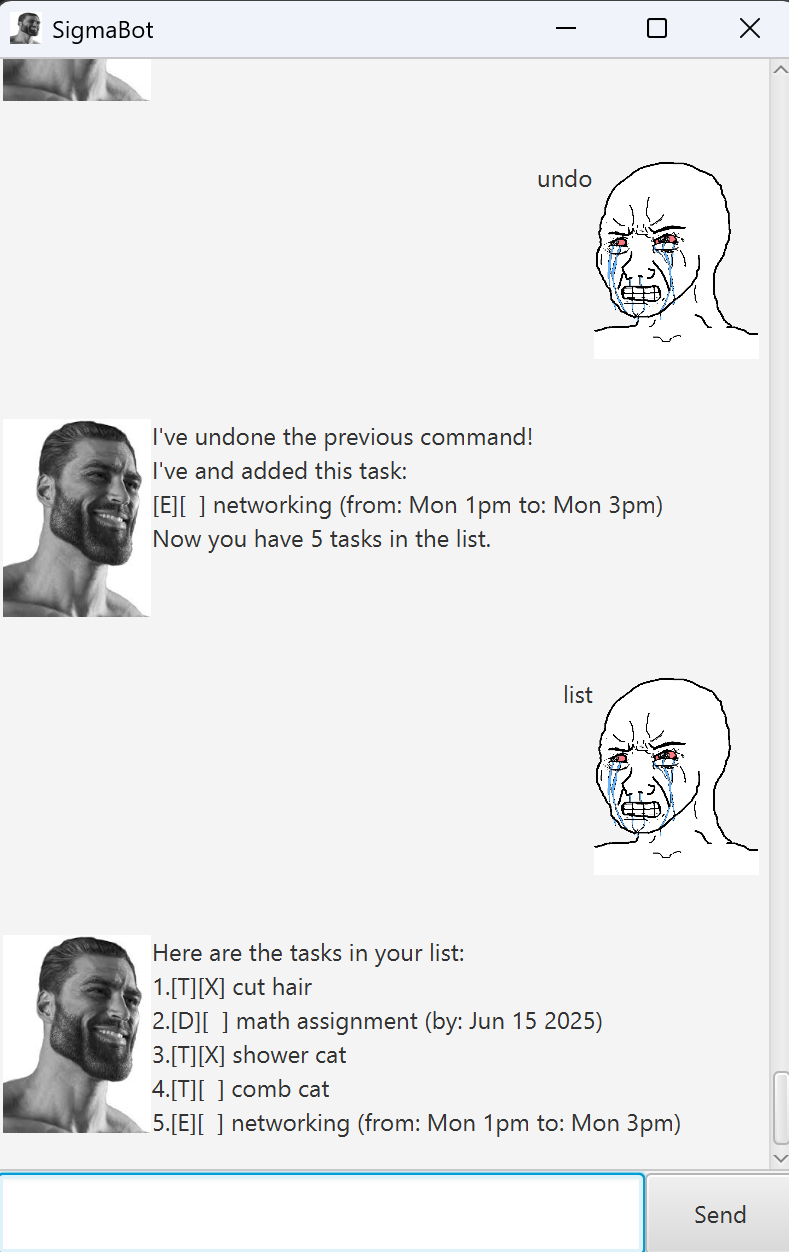 SigmaBot
undo
I've undone the previous command!
I've and added this task:
[E][  ] networking (from: Mon 1pm to: Mon 3pm)
Now you have 5 tasks in the list.
list
Here are the tasks in your list:
1.[T][X] cut hair
2.[D][  ] math assignment (by: Jun 15 2025)
3.[T][X] shower cat
4.[T][  ] comb cat
5.[E][  ] networking (from: Mon 1pm to: Mon 3pm)
Send